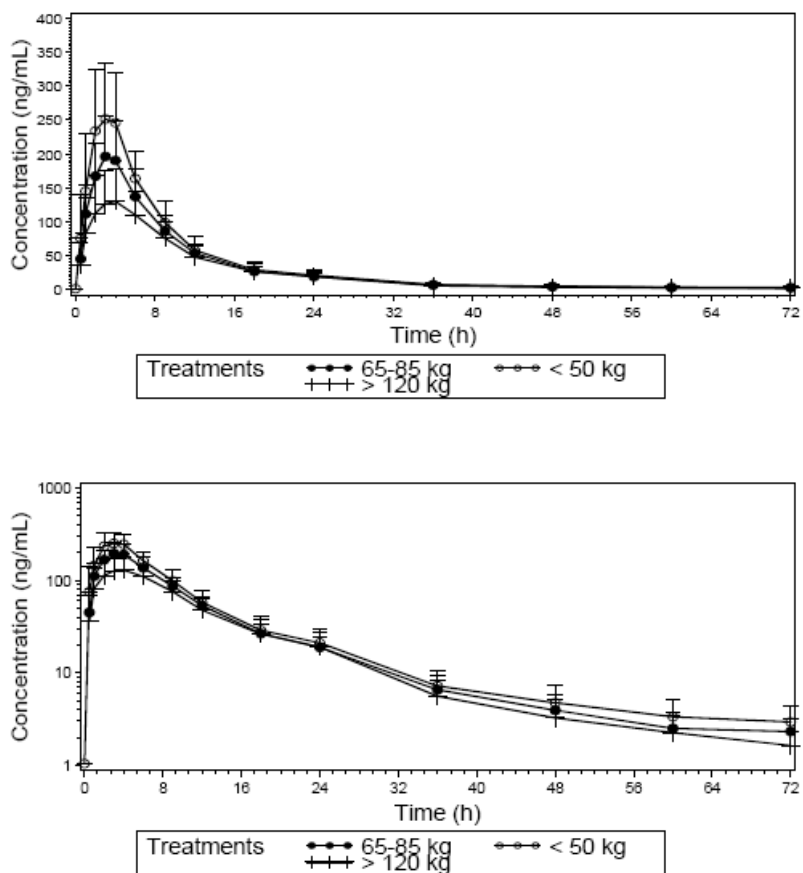 Concentration (ng/mL)
400
350
300
250
200
150
100
50
0
0 8 16 24 32 40 48 56 64 72
Time (h)
Treatments 65-85 kg < 50 kg
> 120 kg
Concentration (ng/mL)
1000
100
10
1
0 8 16 24 32 40 48 56 64 72
Time (h)
Treatments 65-85 kg < 50 kg
> 120 kg